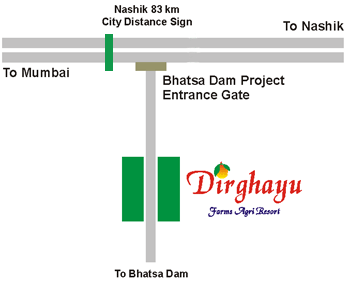 Nashik 83 km
City Distance Sign
To Nashik
To Mumbai
Bhatsa Dam Project
Entrance Gate
Dirghayu
Farms Agri Resort
To Bhatsa Dam